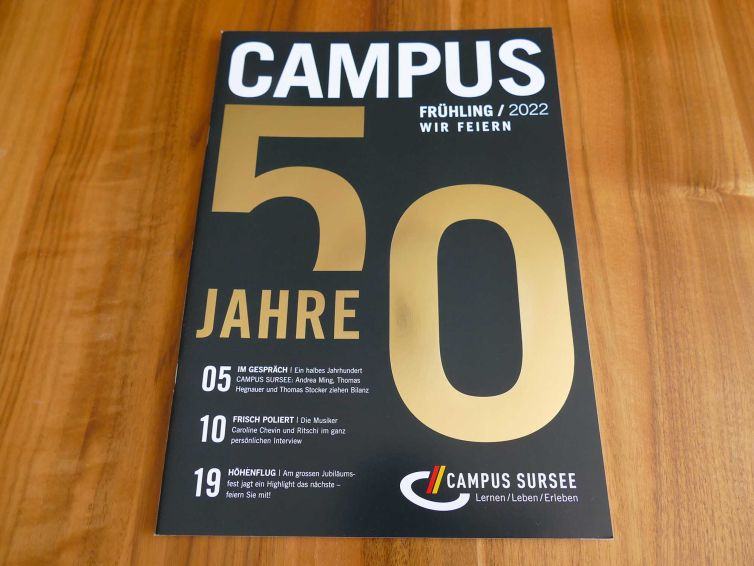 CAMPUS
FRÜHLING / 2022
WIR FEIERN
50
JAHRE
05 IM GESPRÄCH | Ein halbes Jahrhundert
CAMPUS SURSEE: Andrea Ming, Thomas
Hegnauer und Thomas Stocker ziehen Bilanz
10 FRISCH POLIERT | Die Musiker
Caroline Chevin und Ritschi im ganz
persönlichen Interview
19 HÖHENFLUG | Am grossen Jubiläums-
fest jagt ein Highlight das nächste –
feiern Sie mit!
CAMPUS SURSEE
Lernen/Leben/Erleben